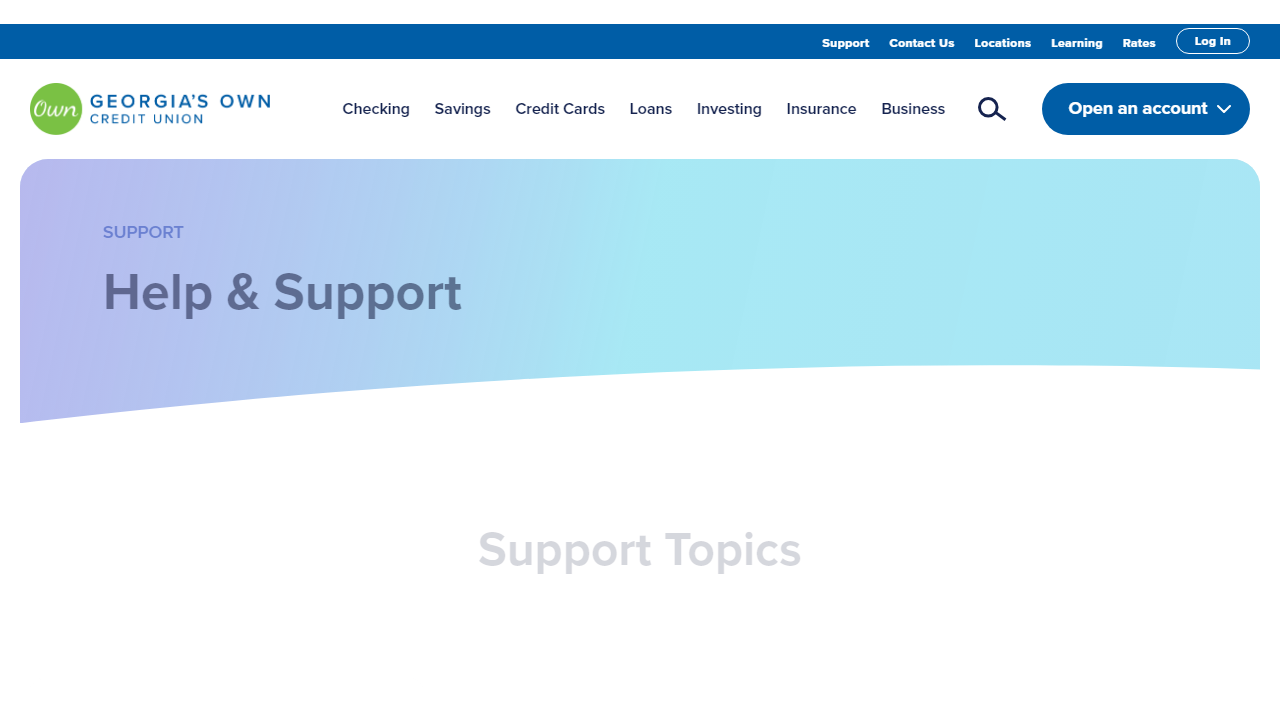 Support Contact Us Locations Learning Rates Log In
Own GEORGIA'S OWN
CREDIT UNION
Checking Savings Credit Cards Loans Investing Insurance Business Open an account
SUPPORT
Help & Support
Support Topics